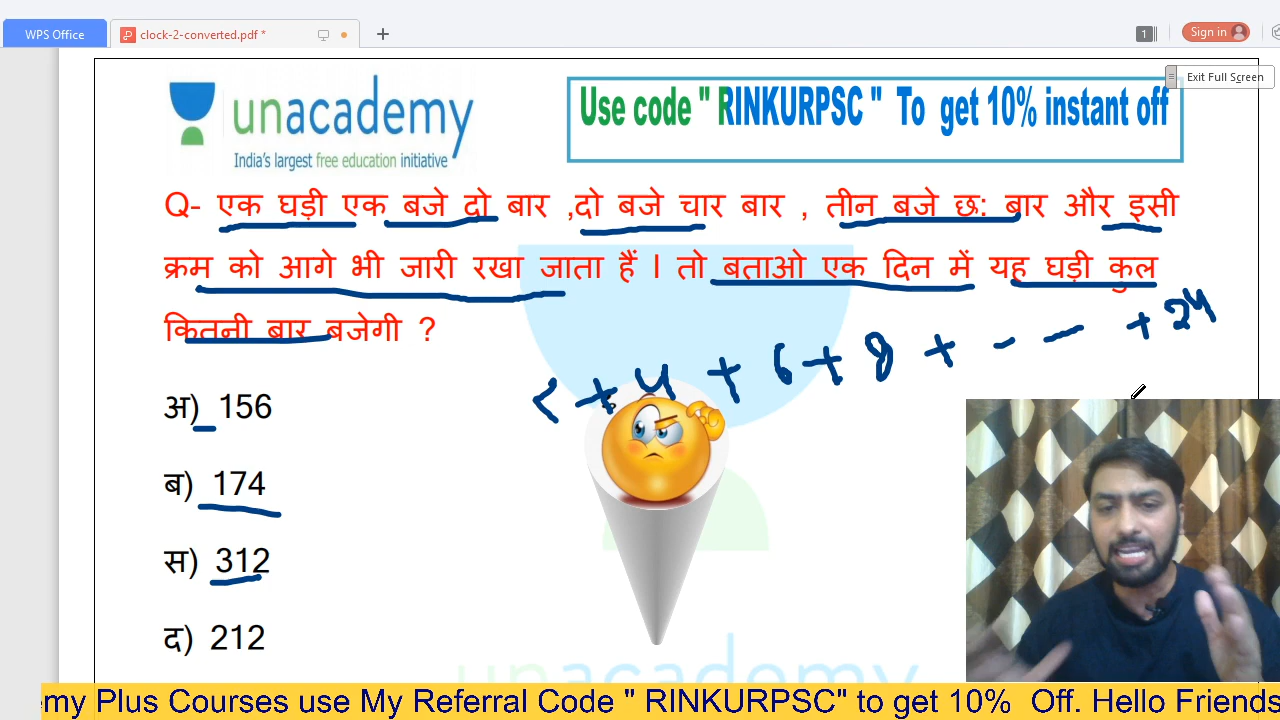 WPS Office
clock-2-converted.pdf *
+
1
Sign in
Exit Full Screen
unacademy
India's largest free education initiative
Use code " RINKURPSC " To get 10% instant off
Q- एक घड़ी एक बजे दो बार ,दो बजे चार बार , तीन बजे छ: बार और इसी
क्रम को आगे भी जारी रखा जाता हैं । तो बताओ एक दिन में यह घड़ी कुल
कितनी बार बजेगी ?
+ 4 + 6 + 8 + - - + 24
अ) 156
ब) 174
स) 312
द) 212
unacademy
my Plus Courses use My Referral Code " RINKURPSC" to get 10% Off. Hello Friends